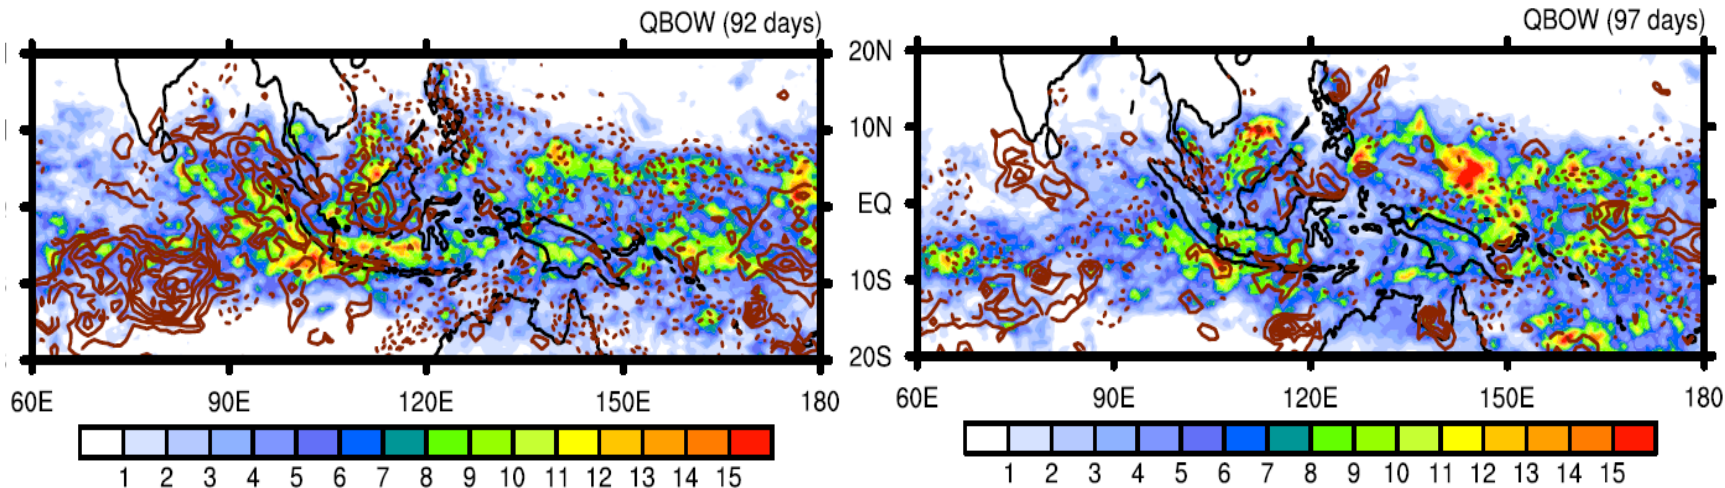 QBOW (92 days)
60E 90E 120E 150E 180
1 2 3 4 5 6 7 8 9 10 11 12 13 14 15
QBOW (97 days)
20N
10N
EQ
10S
20S
60E 90E 120E 150E 180
1 2 3 4 5 6 7 8 9 10 11 12 13 14 15